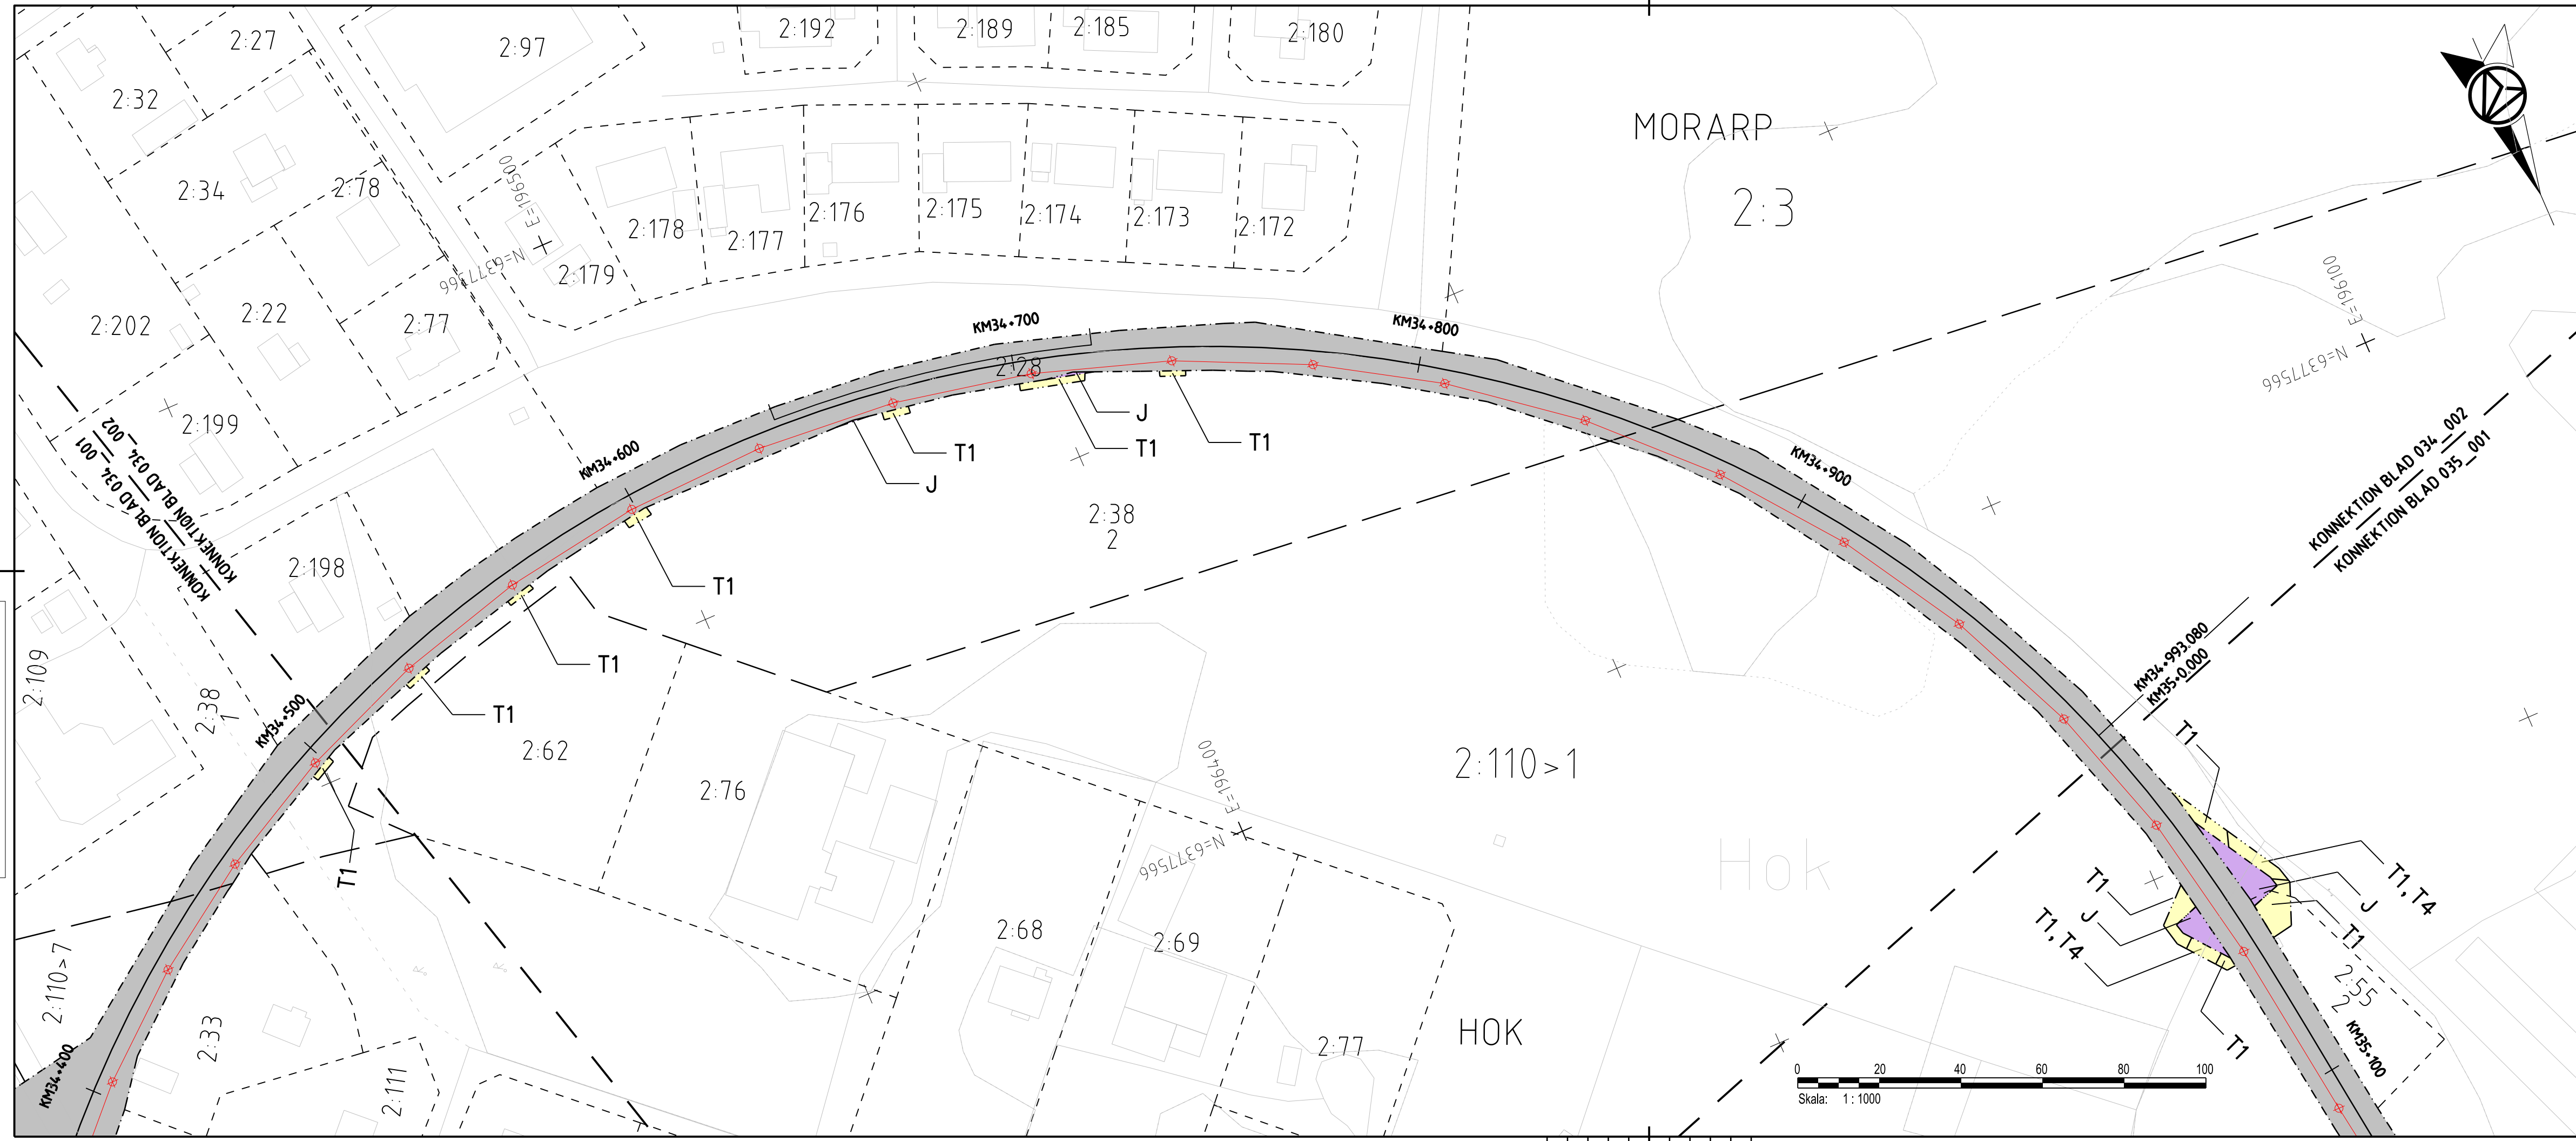 2:27
2:97
2:192
2:189
2:185
2:180
2:32
MORARP
2:3
2:34
2:78
E=196500
N=6377566
2:178
2:177
2:176
2:175
2:174
2:173
2:172
2:179
2:202
2:22
2:77
2:199
KM34+700
KM34+800
2:28
E=196100
N=6377566
KONNEKTION BLAD 034_002
KONNEKTION BLAD 034_001
KM34+600
KM34+900
J
T1
T1
T1
J
2:38
2
KONNEKTION BLAD 034_002
KONNEKTION BLAD 035_001
2:198
T1
T1
T1
2:109
2:38
7
KM34+500
2:62
2:76
E=196400
N=6377566
2:110>1
Hok
KM34+993.080
KM35+0.000
T1
T1
T1, T4
J
T1
T1
J
T1, T4
T1
2:55
2
2:68
2:69
2:110>7
2:33
2:111
2:77
HOK
KM34+400
KM35+100
0 20 40 60 80 100
Skala: 1 : 1000